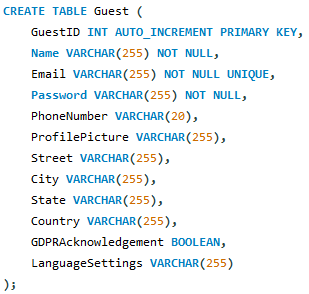 CREATE TABLE Guest (
    GuestID INT AUTO_INCREMENT PRIMARY KEY,
    Name VARCHAR(255) NOT NULL,
    Email VARCHAR(255) NOT NULL UNIQUE,
    Password VARCHAR(255) NOT NULL,
    PhoneNumber VARCHAR(20),
    ProfilePicture VARCHAR(255),
    Street VARCHAR(255),
    City VARCHAR(255),
    State VARCHAR(255),
    Country VARCHAR(255),
    GDPRAcknowledgement BOOLEAN,
    LanguageSettings VARCHAR(255)
);